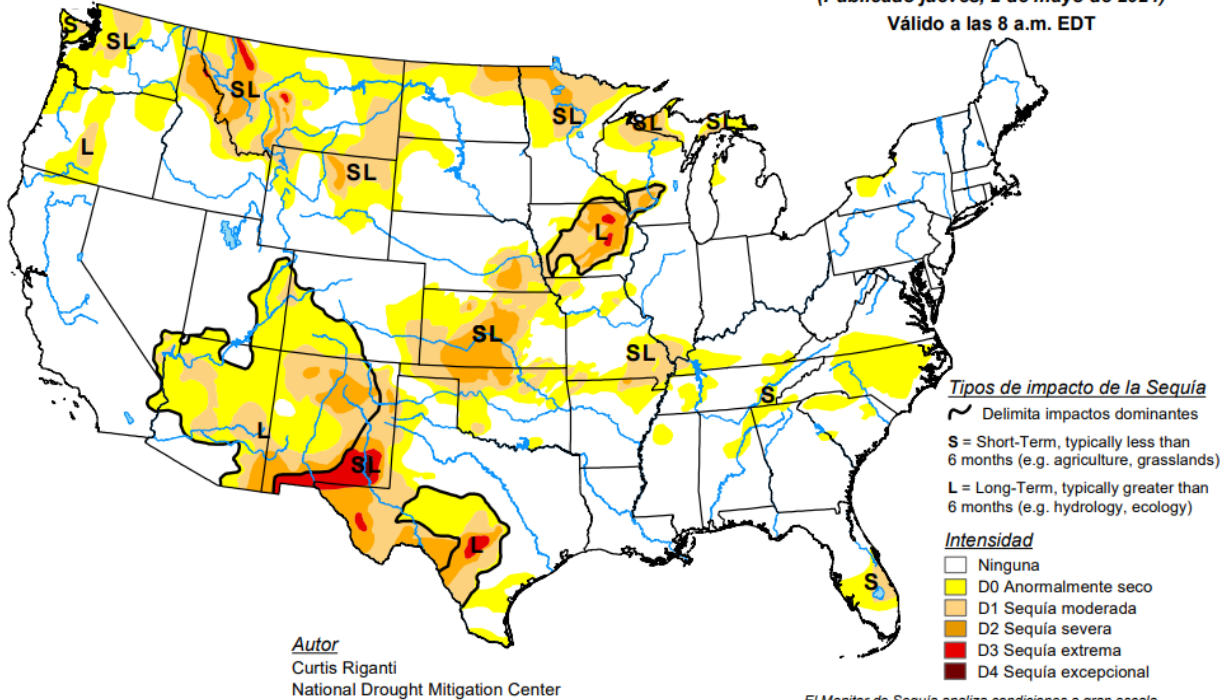 Válido a las 8 a.m. EDT
S
SL
SL
SL
SL
SL
L
SL
L
SL
SL
S
L
SL
L
S
Tipos de impacto de la Sequía
Delimita impactos dominantes
S = Short-Term, typically less than
6 months (e.g. agriculture, grasslands)
L = Long-Term, typically greater than
6 months (e.g. hydrology, ecology)
Intensidad
Ninguna
D0 Anormalmente seco
D1 Sequía moderada
D2 Sequía severa
D3 Sequía extrema
D4 Sequía excepcional
Autor
Curtis Riganti
National Drought Mitigation Center